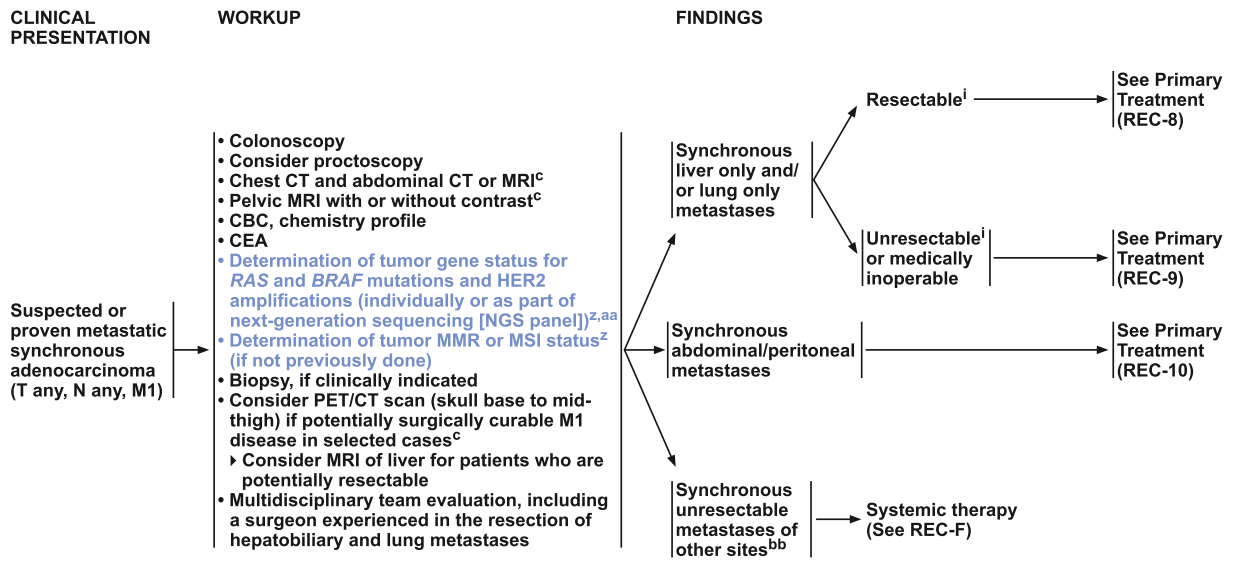 CLINICAL
PRESENTATION
WORKUP
FINDINGS
Suspected or
proven metastatic
synchronous
adenocarcinoma
(T any, N any, M1)
• Colonoscopy
• Consider proctoscopy
• Chest CT and abdominal CT or MRIc
• Pelvic MRI with or without contrastc
• CBC, chemistry profile
• CEA
• Determination of tumor gene status for
RAS and BRAF mutations and HER2
amplifications (individually or as part of
next-generation sequencing [NGS panel])z,aa
• Determination of tumor MMR or MSI statusz
(if not previously done)
• Biopsy, if clinically indicated
• Consider PET/CT scan (skull base to mid-
thigh) if potentially surgically curable M1
disease in selected casesc
Consider MRI of liver for patients who are
potentially resectable
• Multidisciplinary team evaluation, including
a surgeon experienced in the resection of
hepatobiliary and lung metastases
Synchronous
liver only and/
or lung only
metastases
Resectablei
See Primary
Treatment
(REC-8)
Unresectablei
or medically
inoperable
See Primary
Treatment
(REC-9)
Synchronous
abdominal/peritoneal
metastases
See Primary
Treatment
(REC-10)
Synchronous
unresectable
metastases of
other sitesbb
Systemic therapy
(See REC-F)